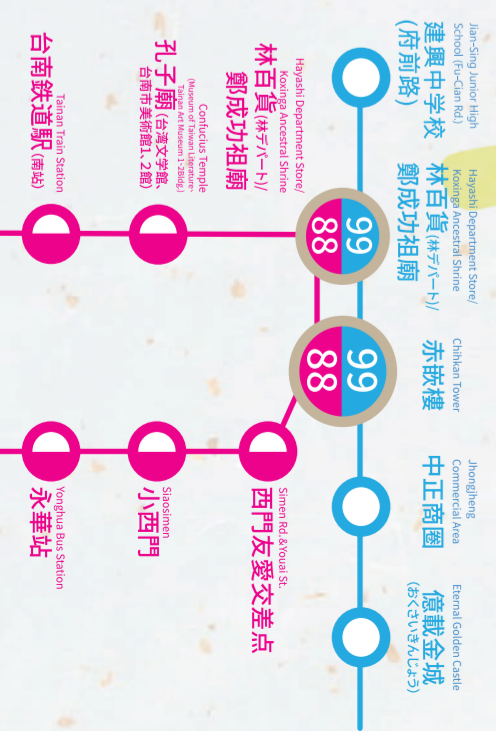 Jian-Sing Junior High
School (Fu-Cian Rd.)
建興中学校
(府前路)
Hayashi Department Store/
Koxinga Ancestral Shrine
林百貨(林デパート)/
鄭成功祖廟
Chihkan Tower
赤嵌樓
Jhongjheng
Commercial Area
中正商圏
Eternal Golden Castle
億載金城
(おくさいきんじょう)
99
88
99
88
Hayashi Department Store/
Koxinga Ancestral Shrine
林百貨(林デパート)/
鄭成功祖廟
Confucius Temple
(Museum of Taiwan Literature、
Tainan Art Museum 1、2Bldg.)
孔子廟(台湾文学館、
台南市美術館1、2館)
Tainan Train Station
台南鉄道駅(南站)
Simen Rd.&Youai St.
西門友愛交差点
Siaosimen
小西門
Yonghua Bus Station
永華站